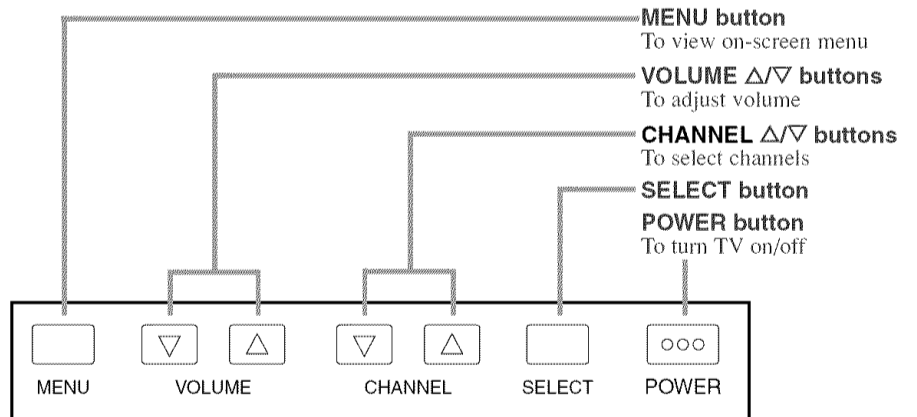 MENU button
To view on-screen menu
VOLUME △/▽ buttons
To adjust volume
CHANNEL △/▽ buttons
To select channels
SELECT button
POWER button
To turn TV on/off
MENU VOLUME CHANNEL SELECT POWER